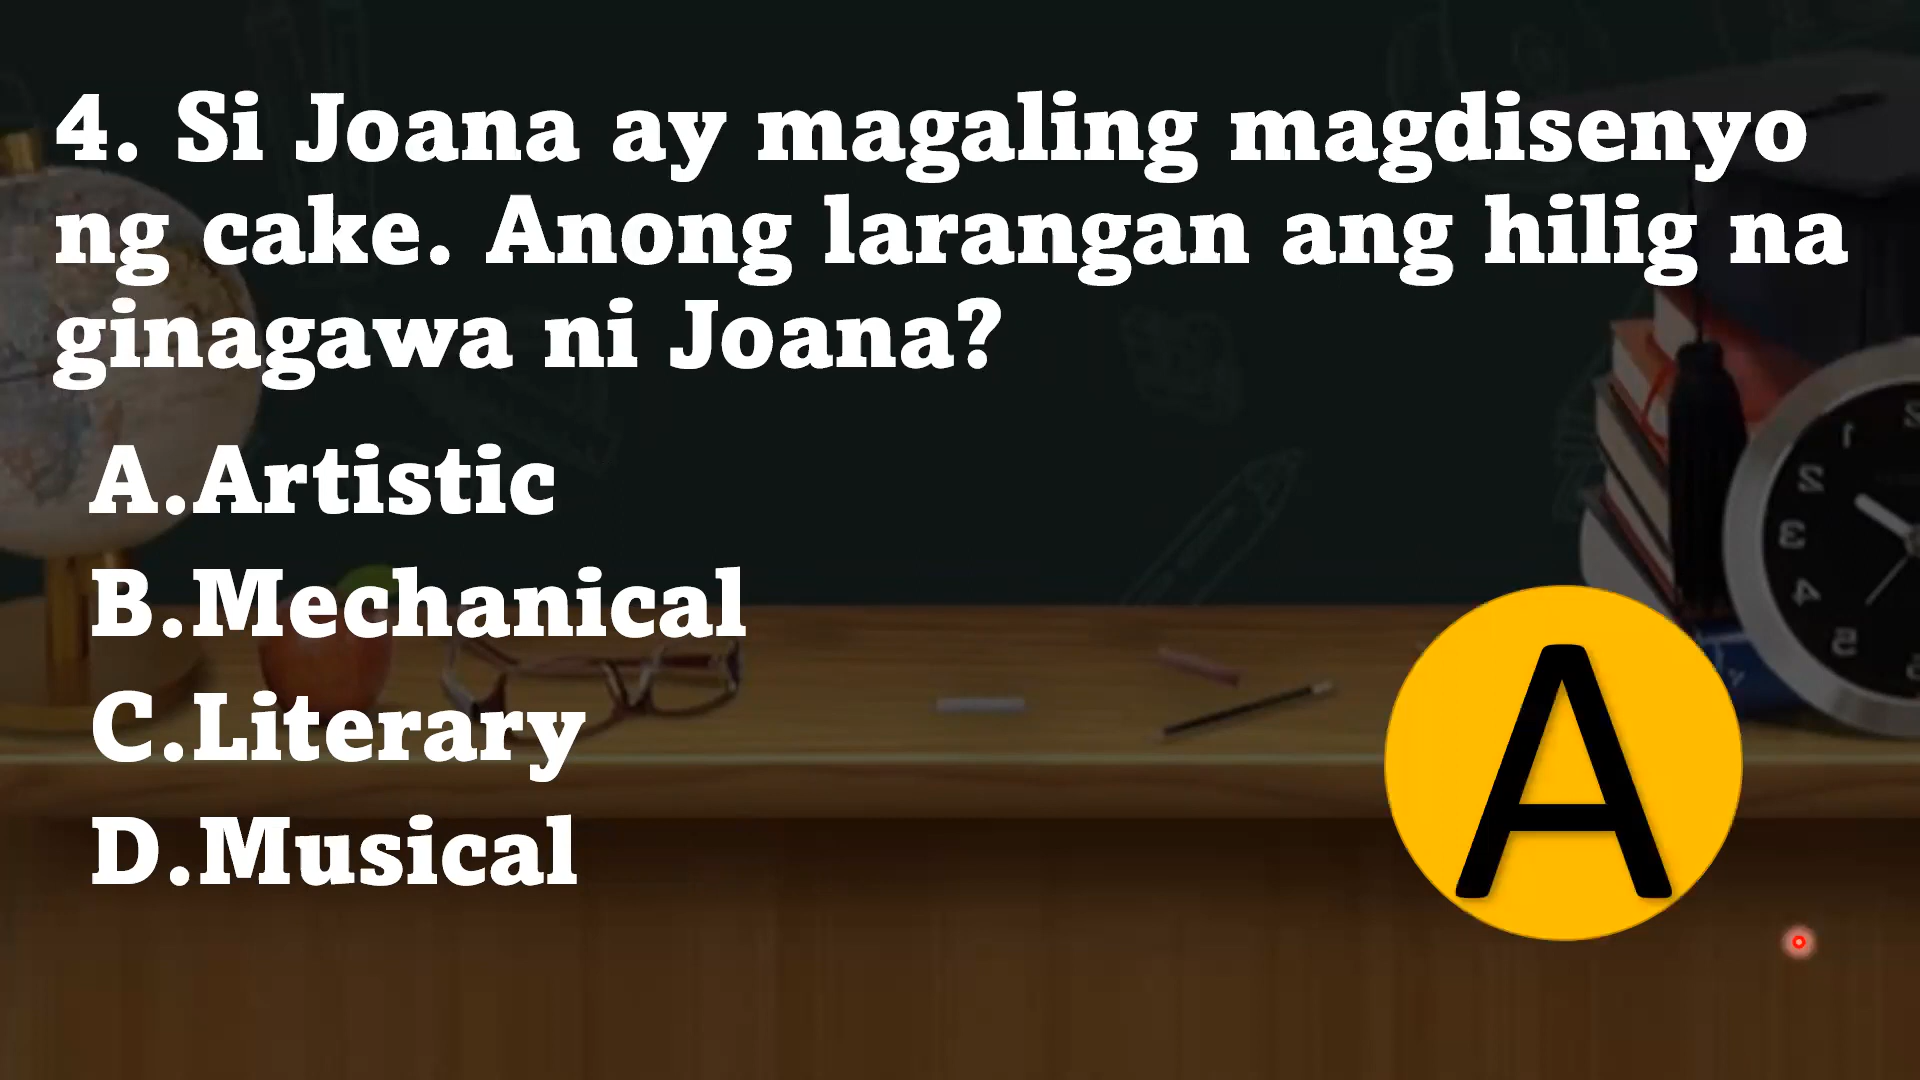 4. Si Joana ay magaling magdisenyo
ng cake. Anong larangan ang hilig na
ginagawa ni Joana?
A.Artistic
B.Mechanical
C.Literary
D.Musical
A